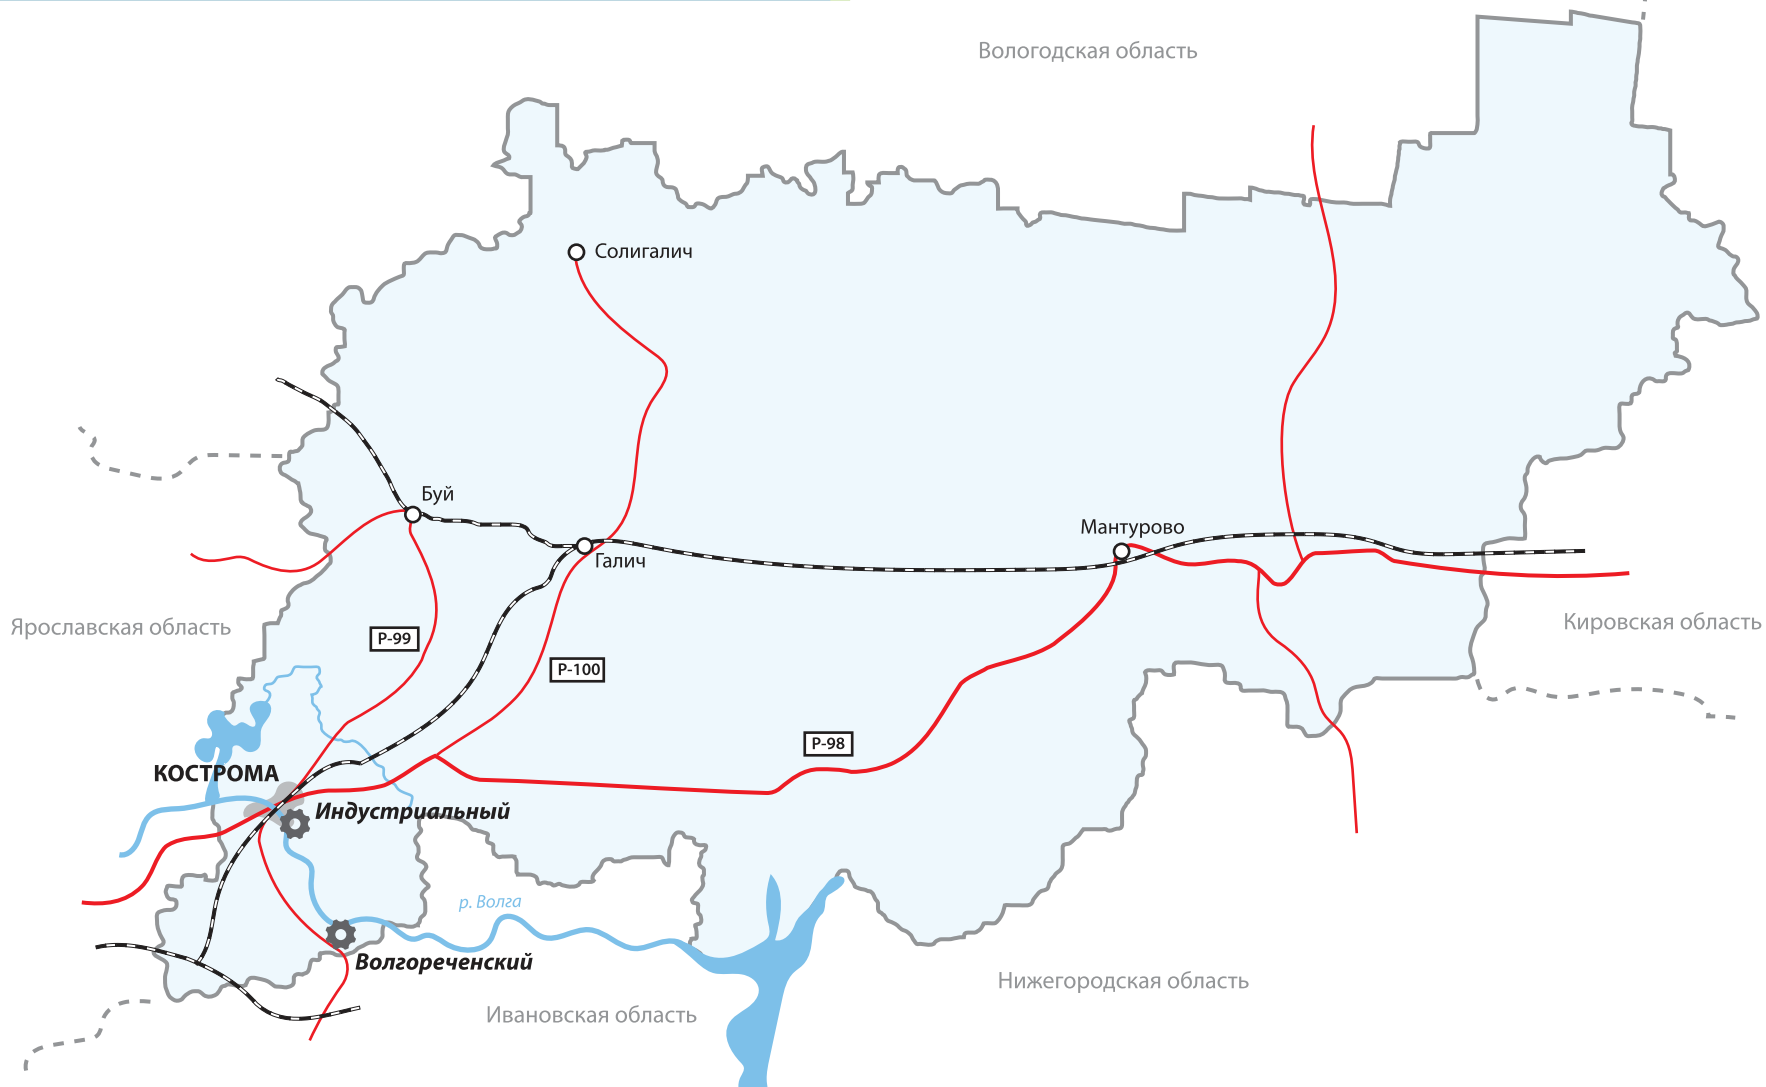 Вологодская область
Солигалич
Буй
Мантурово
Галич
Ярославская область
Р-99
Кировская область
Р-100
Р-98
КОСТРОМА
Индустриальный
р. Волга
Волгореченский
Нижегородская область
Ивановская область